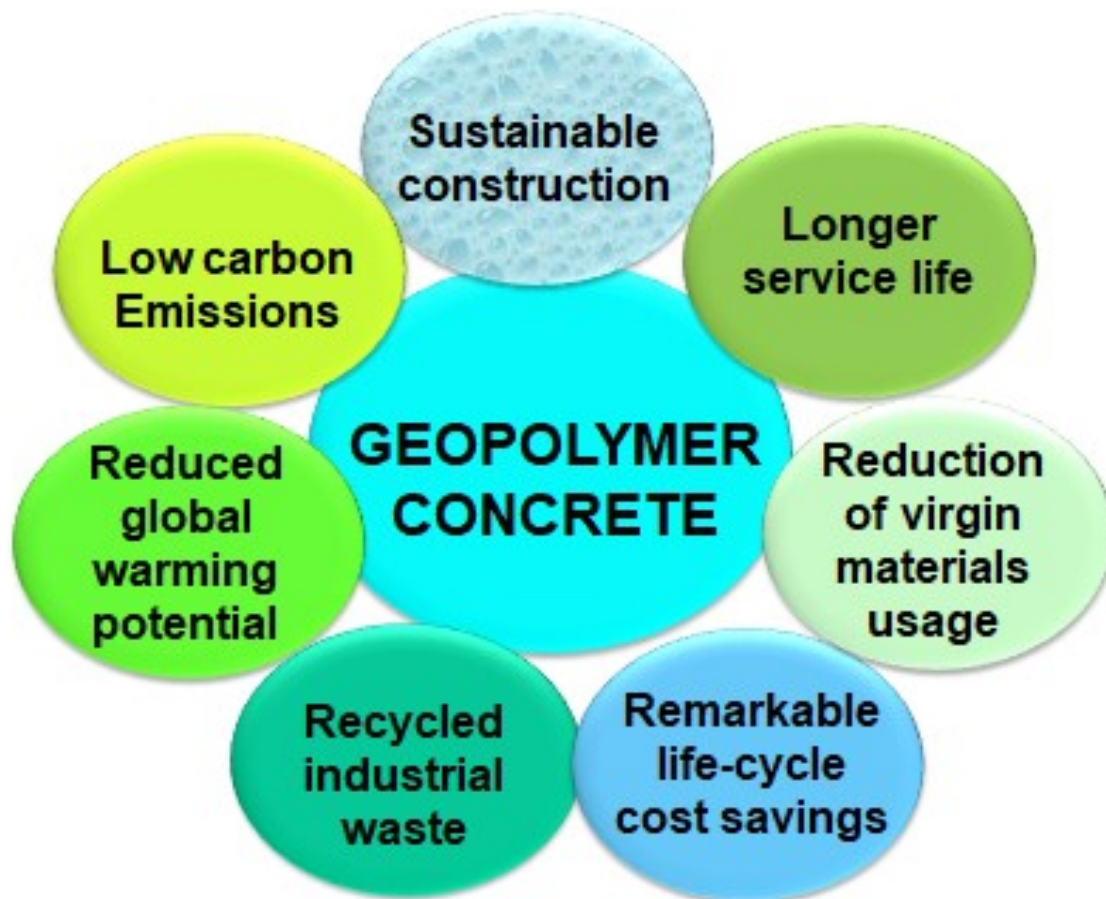 Sustainable
construction
Longer
service life
Reduction
of virgin
materials
usage
Remarkable
life-cycle
cost savings
Recycled
industrial
waste
Reduced
global
warming
potential
Low carbon
Emissions
GEOPOLYMER
CONCRETE